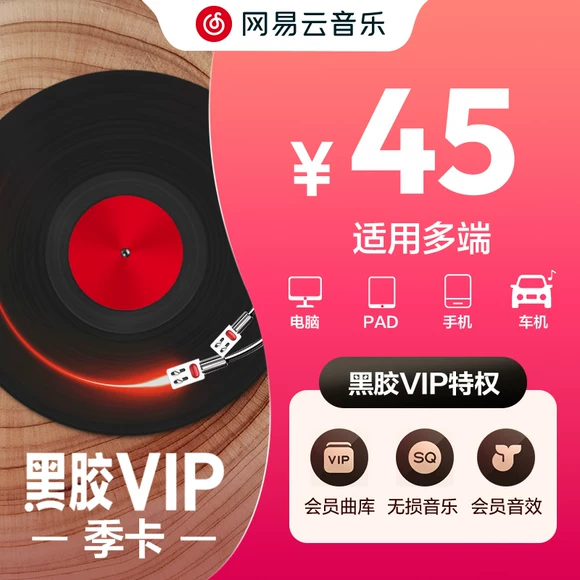 网易云音乐
¥45
适用多端
电脑 PAD 手机 车机
黑胶VIP特权
VIP SQ
会员曲库 无损音乐 会员音效
黑胶VIP
季卡